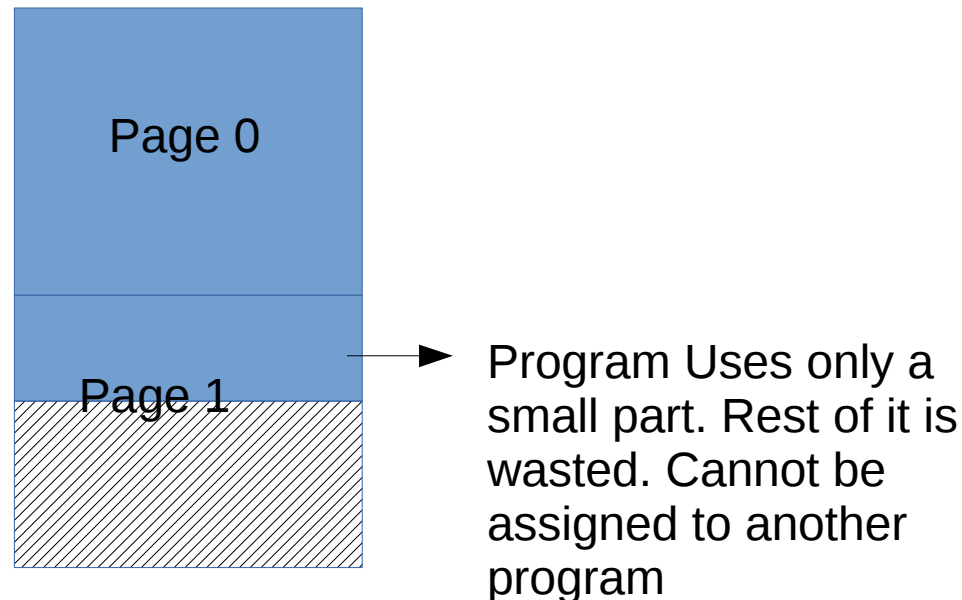 Page 0
Page 1
Program Uses only a
small part. Rest of it is
wasted. Cannot be
assigned to another
program